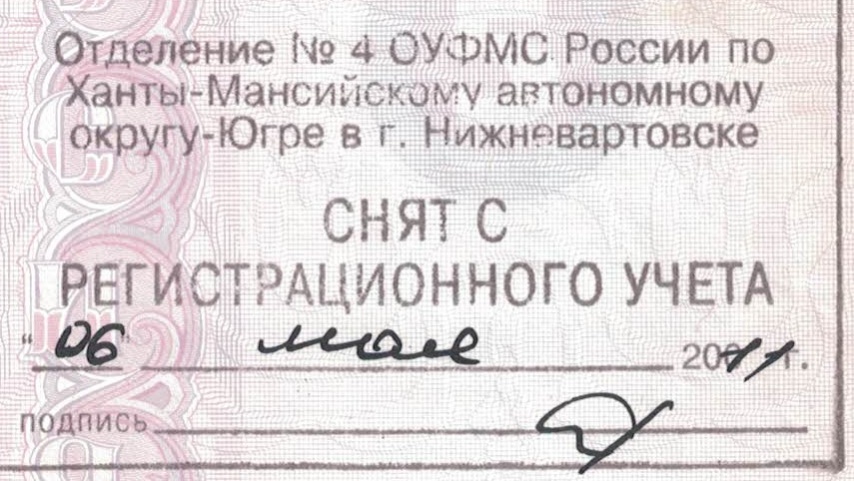 Отделение № 4 ОУФМС России по
Ханты-Мансийскому автономному
округу-Югре в г. Нижневартовске
СНЯТ С
РЕГИСТРАЦИОННОГО УЧЕТА
"06" мая 2011 г.
подпись